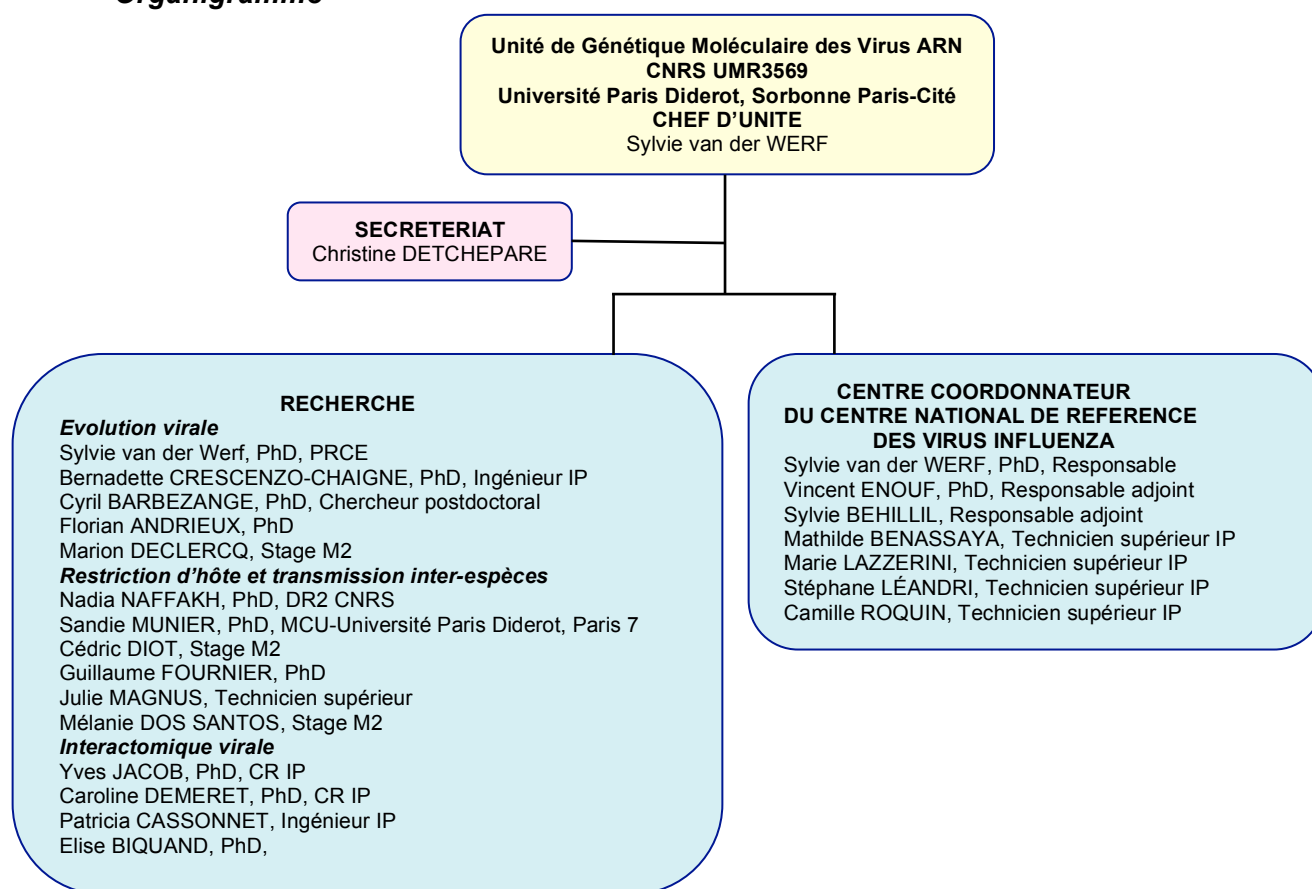 Organigramme
Unité de Génétique Moléculaire des Virus ARN
CNRS UMR3569
Université Paris Diderot, Sorbonne Paris-Cité
CHEF D'UNITE
Sylvie van der WERF
SECRETERIAT
Christine DETCHEPARE
RECHERCHE
Evolution virale
Sylvie van der Werf, PhD, PRCE
Bernadette CRESCENZO-CHAIGNE, PhD, Ingénieur IP
Cyril BARBEZANGE, PhD, Chercheur postdoctoral
Florian ANDRIEUX, PhD
Marion DECLERCQ, Stage M2
Restriction d'hôte et transmission inter-espèces
Nadia NAFFAKH, PhD, DR2 CNRS
Sandie MUNIER, PhD, MCU-Université Paris Diderot, Paris 7
Cédric DIOT, Stage M2
Guillaume FOURNIER, PhD
Julie MAGNUS, Technicien supérieur
Mélanie DOS SANTOS, Stage M2
Interactomique virale
Yves JACOB, PhD, CR IP
Caroline DEMERET, PhD, CR IP
Patricia CASSONNET, Ingénieur IP
Elise BIQUAND, PhD,
CENTRE COORDONNATEUR
DU CENTRE NATIONAL DE REFERENCE
DES VIRUS INFLUENZA
Sylvie van der WERF, PhD, Responsable
Vincent ENOUF, PhD, Responsable adjoint
Sylvie BEHILLIL, Responsable adjoint
Mathilde BENASSAYA, Technicien supérieur IP
Marie LAZZERINI, Technicien supérieur IP
Stéphane LÉANDRI, Technicien supérieur IP
Camille ROQUIN, Technicien supérieur IP